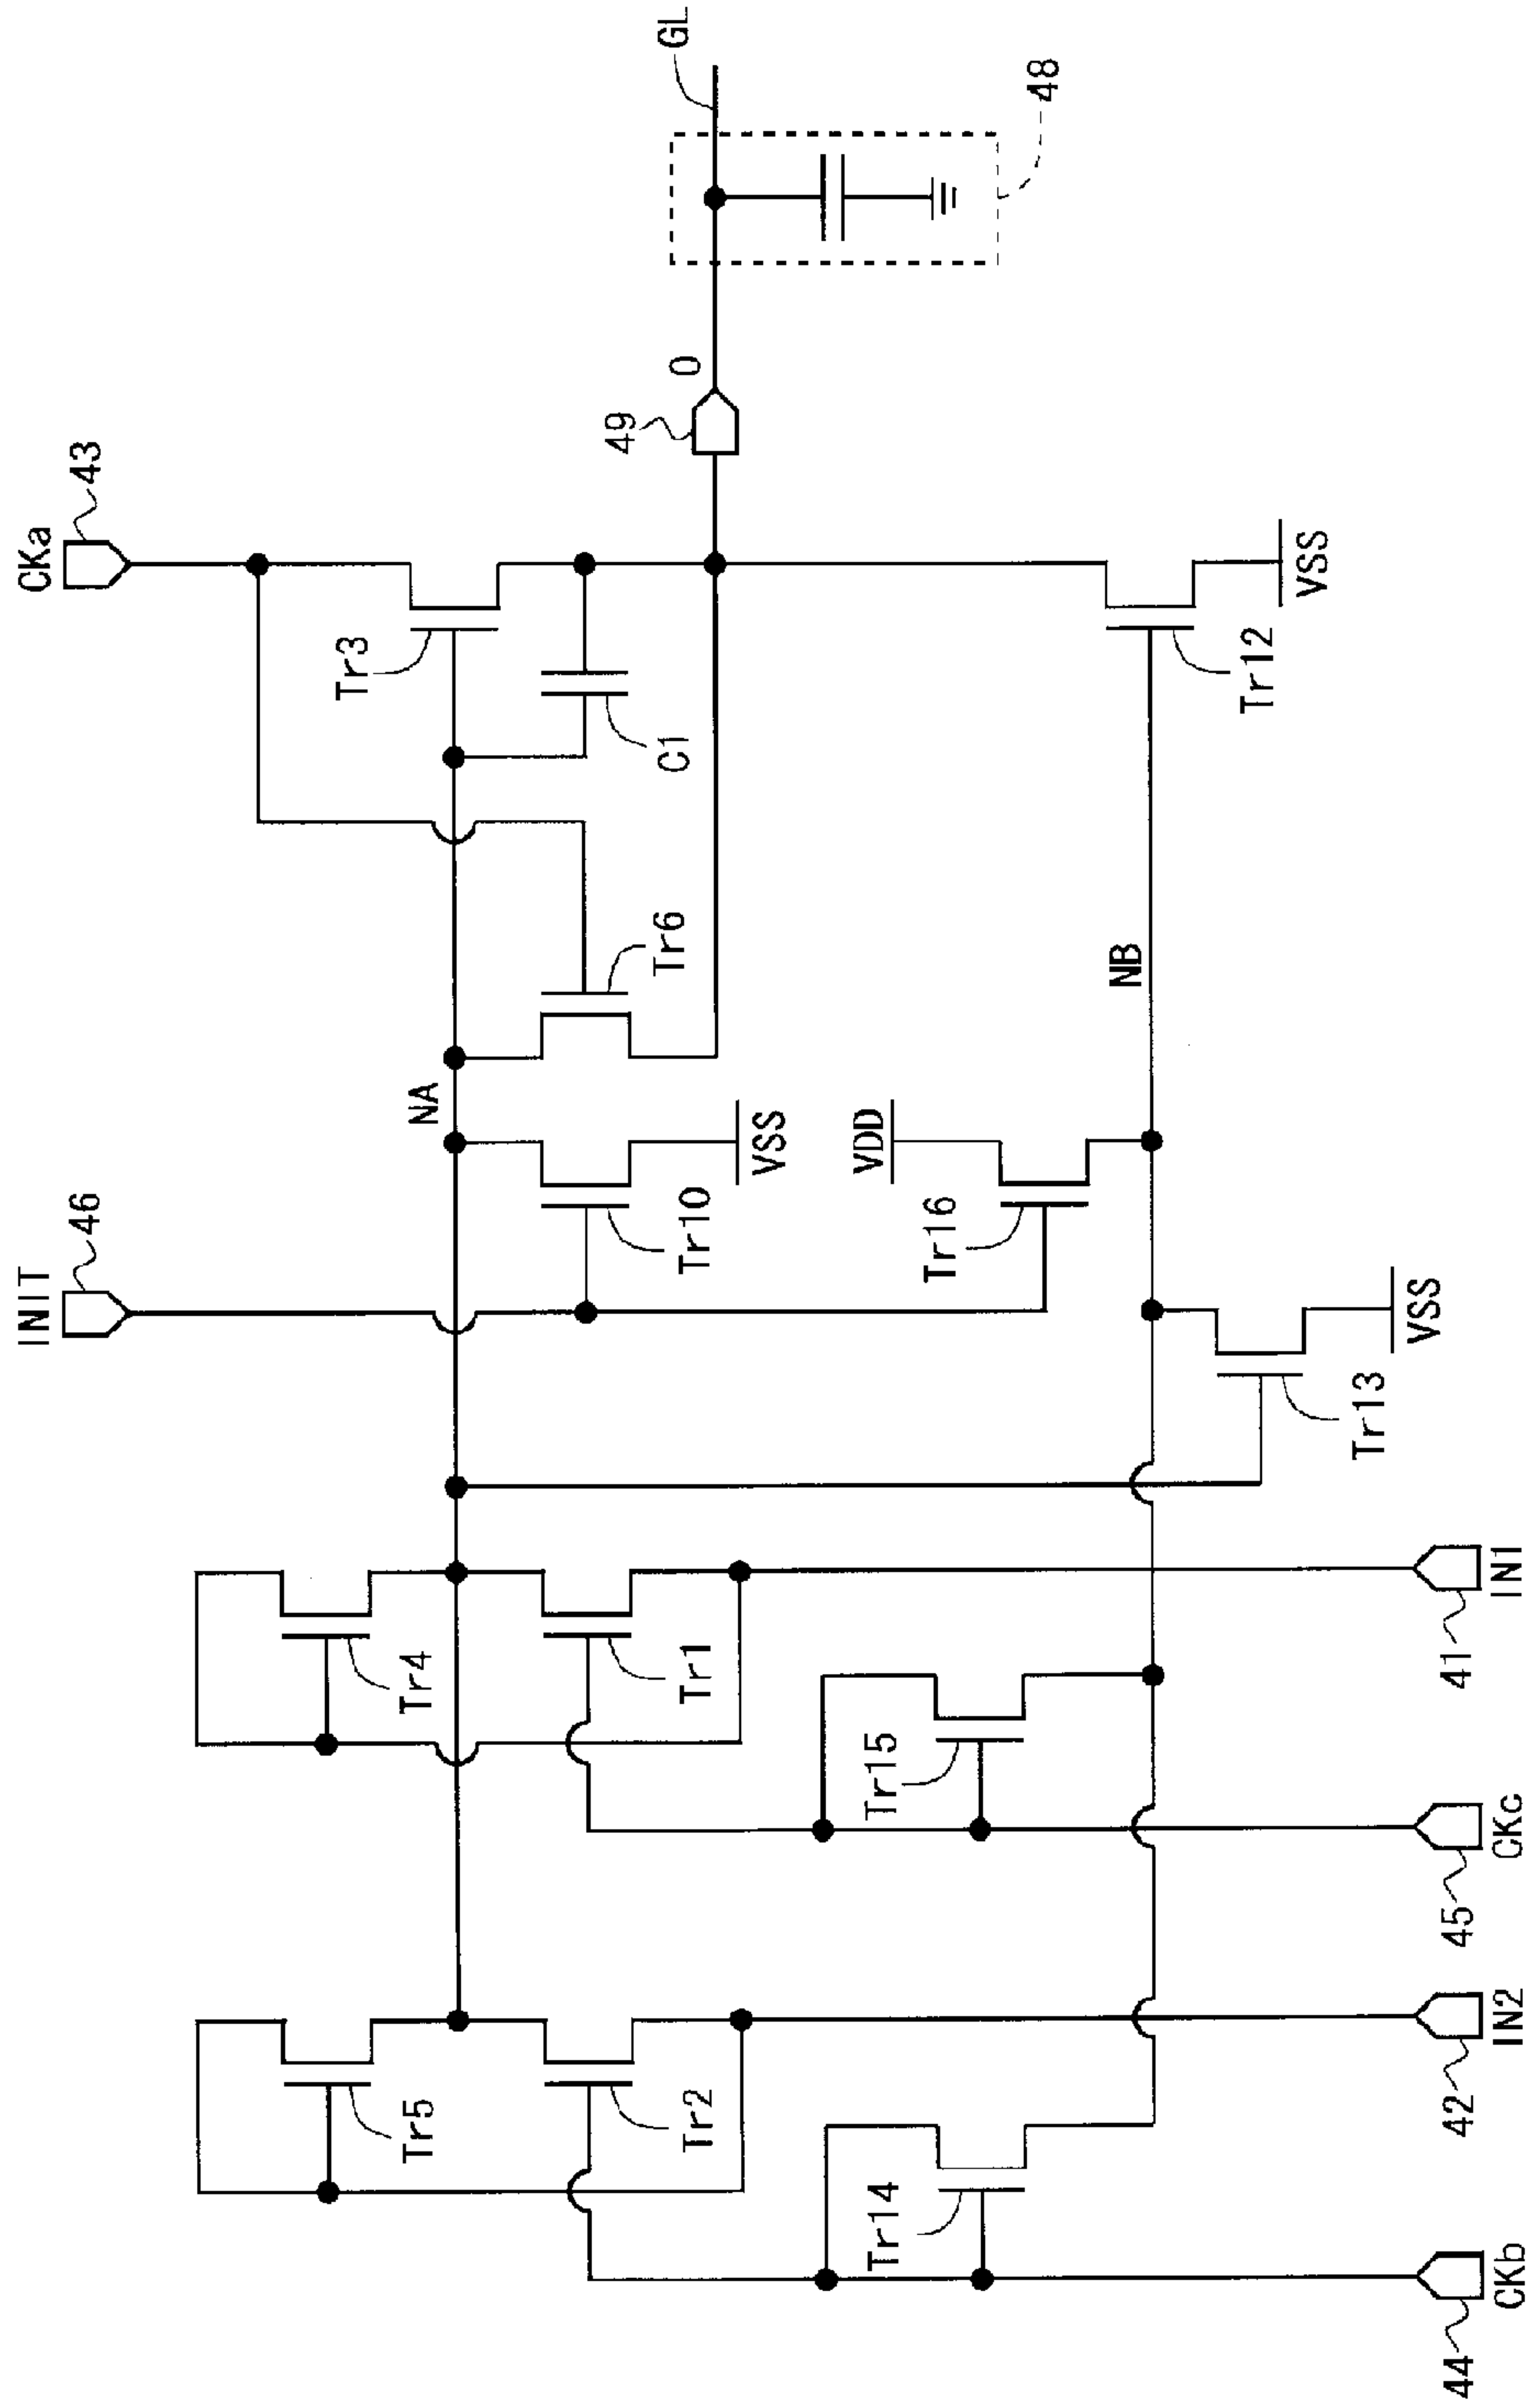 INIT
46
CKa
43
Tr3
C1
Tr4
Tr5
NA
Tr6
49
O
GL
48
Tr10
VSS
Tr1
Tr2
VDD
Tr16
NB
Tr15
Tr14
Tr12
VSS
Tr13
VSS
44
CKb
42
IN2
45
CKc
41
IN1